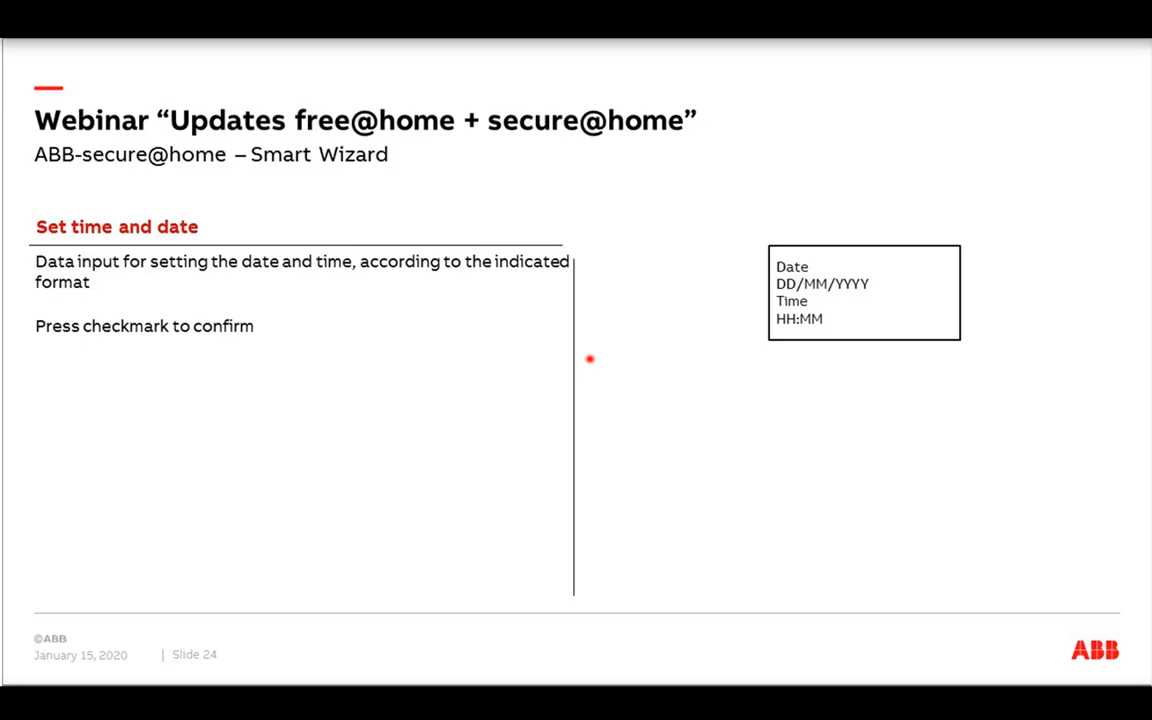 Webinar “Updates free@home + secure@home”
ABB-secure@home – Smart Wizard
Set time and date
Data input for setting the date and time, according to the indicated
format
Press checkmark to confirm
Date
DD/MM/YYYY
Time
HH:MM
©ABB
January 15, 2020 | Slide 24
ABB